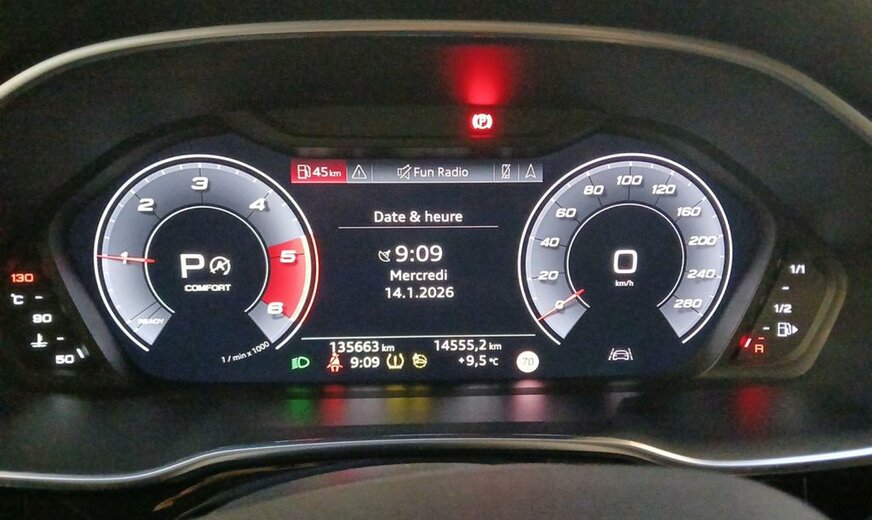 45 km
Fun Radio
Date & heure
9:09
Mercredi
14.1.2026
135663 km
14555,2 km
9:09
+9,5 °C
70
1
2
3
4
5
6
READY
1 / min x 1000
P
COMFORT
0
20
40
60
80
100
120
160
200
240
280
0
km/h
(P)
130
°C
90
50
1/1
1/2
R